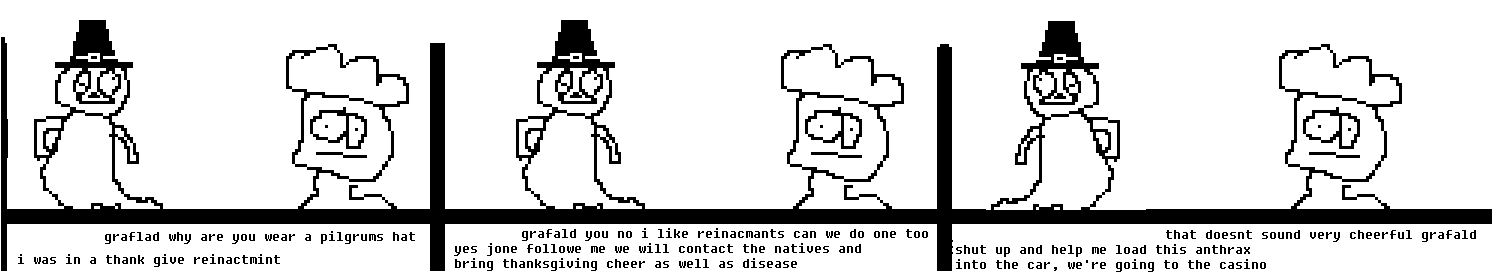 graflad why are you wear a pilgrums hat
i was in a thank give reinactmint
grafald you no i like reinacmants can we do one too
yes jone followe me we will contact the natives and
bring thanksgiving cheer as well as disease
that doesnt sound very cheerful grafald
shut up and help me load this anthrax
into the car, we're going to the casino